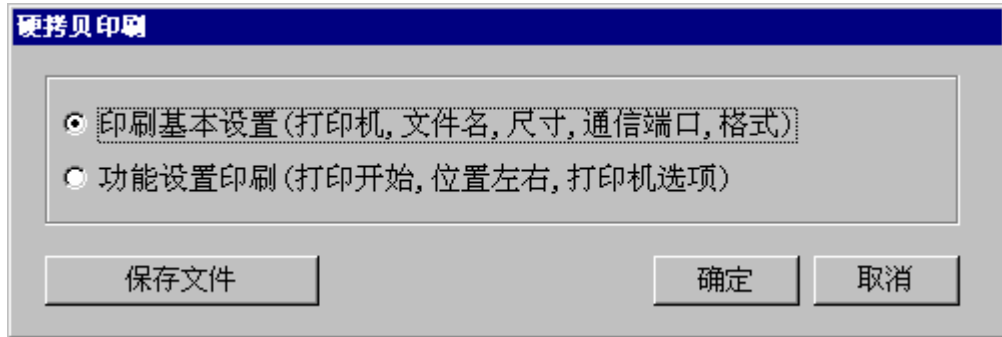 硬拷贝印刷
印刷基本设置(打印机,文件名,尺寸,通信端口,格式)
功能设置印刷(打印开始,位置左右,打印机选项)
保存文件 确定 取消